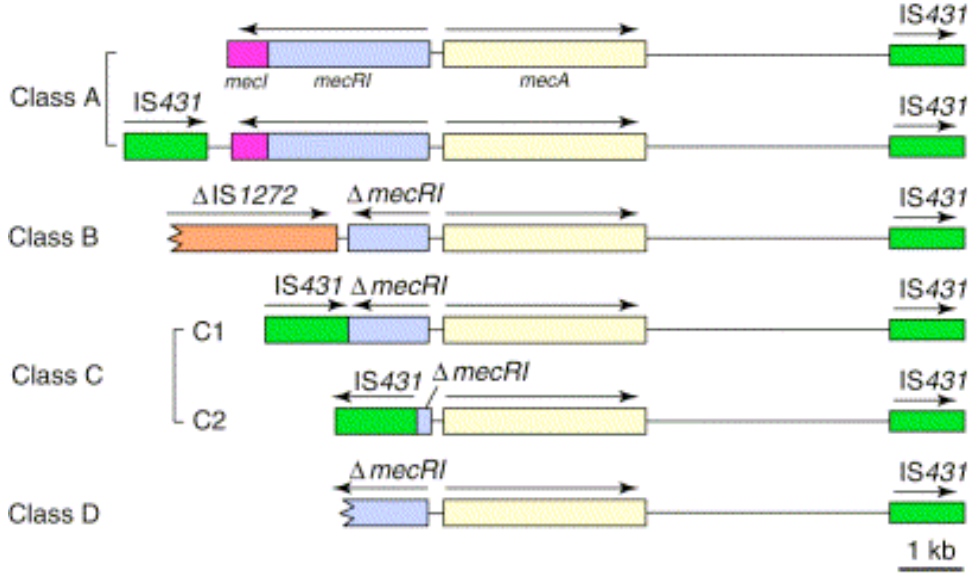 IS431
mecI mecRI mecA
Class A
IS431 IS431
ΔIS1272 ΔmecRI IS431
Class B
IS431 ΔmecRI IS431
C1
Class C
IS431 ΔmecRI IS431
C2
ΔmecRI IS431
Class D
1 kb